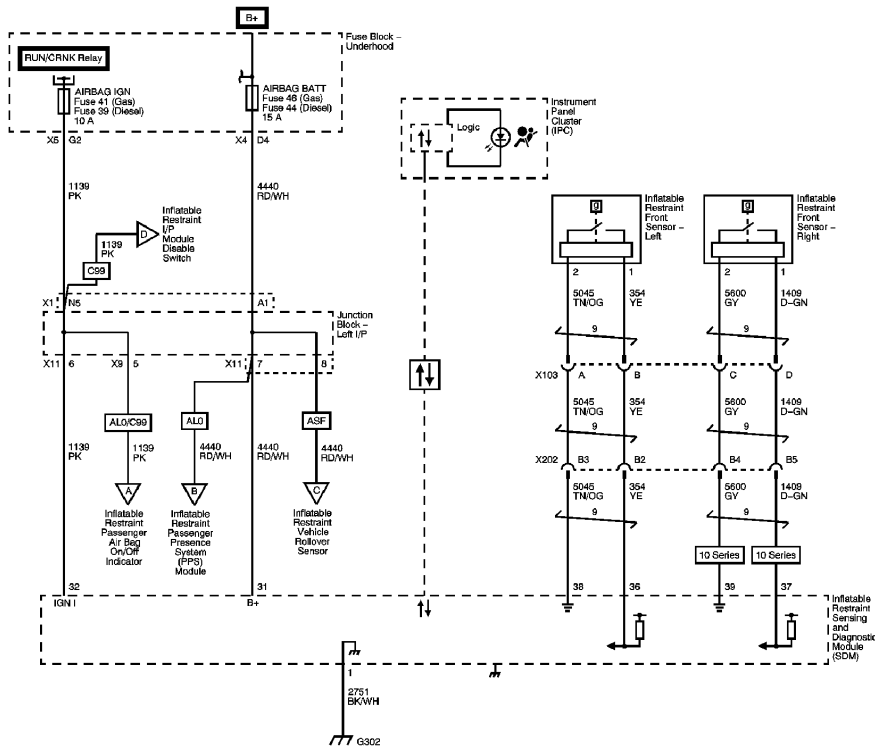 B+
Fuse Block –
Underhood
RUN/CRNK Relay
AIRBAG IGN
Fuse 41 (Gas)
Fuse 39 (Diesel)
10 A
AIRBAG BATT
Fuse 46 (Gas)
Fuse 44 (Diesel)
15 A
X5 G2
X4 D4
Logic
Instrument
Panel
Cluster
(IPC)
1139
PK
4440
RD/WH
Inflatable
Restraint
I/P
Module
Disable
Switch
D
1139
PK
C99
g
Inflatable
Restraint
Front
Sensor –
Left
g
Inflatable
Restraint
Front
Sensor –
Right
2 1
2 1
5045
TN/OG
354
YE
5600
GY
1409
D-GN
X1 N5
A1
Junction
Block –
Left I/P
9
9
X11 6
X9 5
X11 7
8
X103 A B C D
AL0/C99
AL0
ASF
5045
TN/OG
354
YE
5600
GY
1409
D-GN
9
9
1139
PK
1139
PK
4440
RD/WH
4440
RD/WH
4440
RD/WH
X202 B3 B2 B4 B5
A
B
C
5045
TN/OG
354
YE
5600
GY
1409
D-GN
9
9
Inflatable
Restraint
Passenger
Air Bag
On/Off
Indicator
Inflatable
Restraint
Passenger
Presence
System
(PPS)
Module
Inflatable
Restraint
Vehicle
Rollover
Sensor
10 Series
10 Series
32
31
38
36
39
37
IGN I
B+
Inflatable
Restraint
Sensing
and
Diagnostic
Module
(SDM)
1
2751
BK/WH
G302